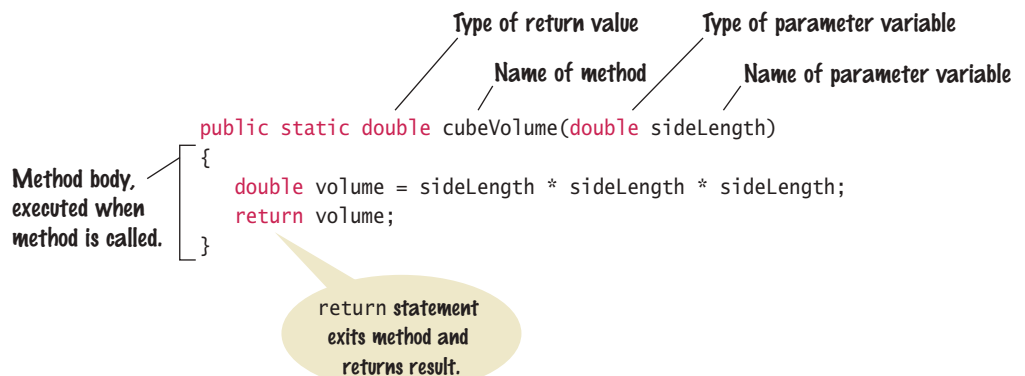 Type of return value
Type of parameter variable
Name of method
Name of parameter variable
public static double cubeVolume(double sideLength)
{
Method body,
executed when
method is called.
double volume = sideLength * sideLength * sideLength;
return volume;
}
return statement
exits method and
returns result.